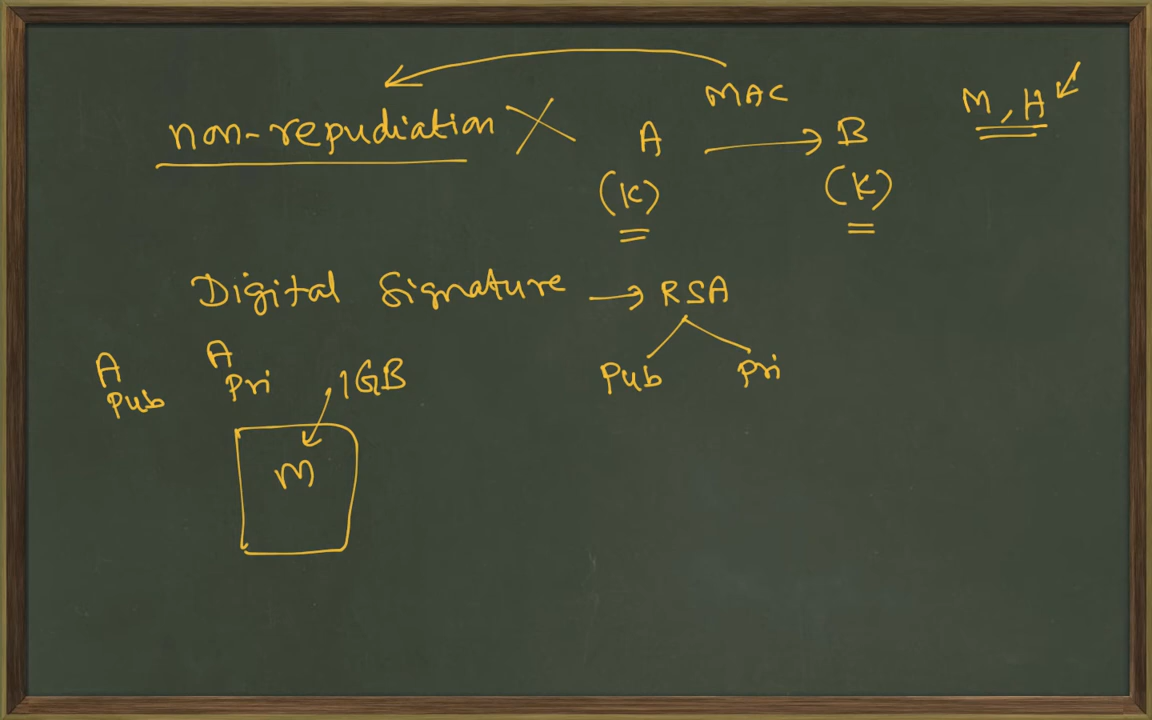 MAC
non-repudiation A B M, H
(K) (K)
Digital Signature → RSA
Pub Pri
A Pub A Pri 1GB
M